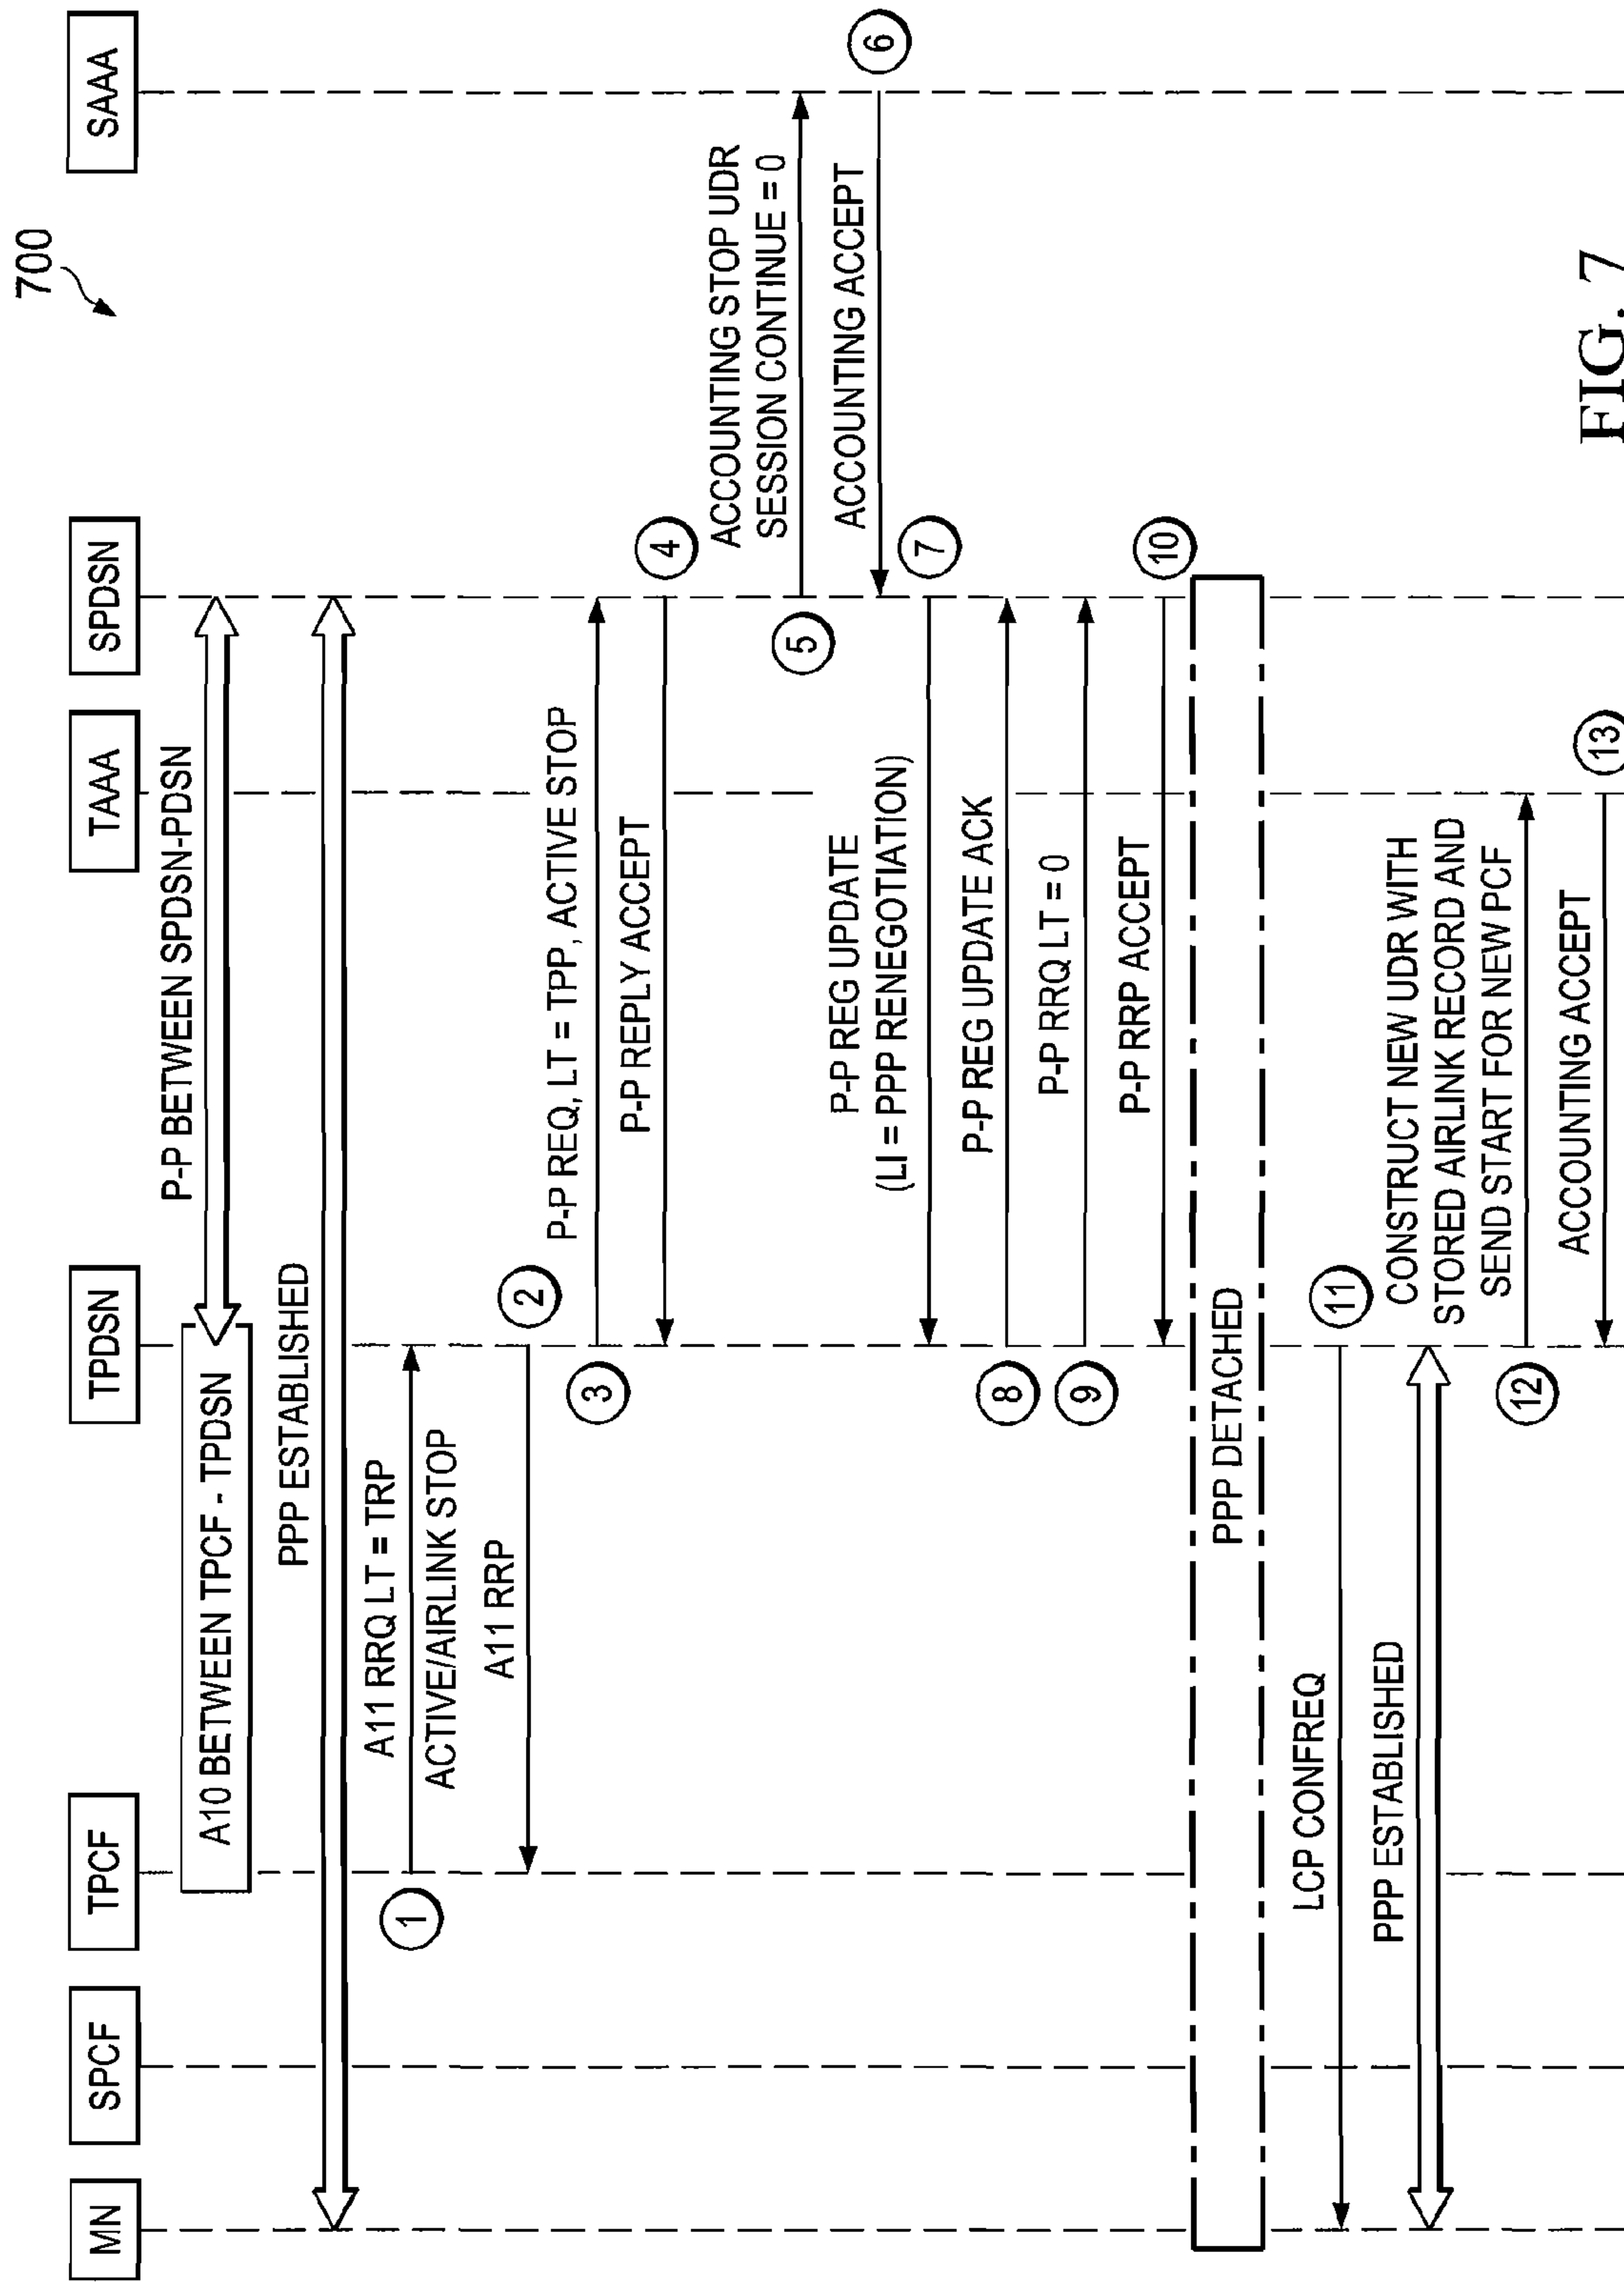 700
MN
SPCF
TPCF
TPDSN
TAAA
SPDSN
SAAA
P-P BETWEEN SPDSN-PDSN
A10 BETWEEN TPCF - TPDSN
PPP ESTABLISHED
1
A11 RRQ LT = TRP
ACTIVE/AIRLINK STOP
A11 RRP
2
3
P-P REQ, LT = TPP, ACTIVE STOP
P-P REPLY ACCEPT
4
ACCOUNTING STOP UDR
SESSION CONTINUE = 0
5
ACCOUNTING ACCEPT
6
P-P REG UPDATE
(LI = PPP RENEGOTIATION)
7
P-P REG UPDATE ACK
8
P-P RRQ LT = 0
9
P-P RRP ACCEPT
10
PPP DETACHED
LCP CONFREQ
11
PPP ESTABLISHED
CONSTRUCT NEW UDR WITH
STORED AIRLINK RECORD AND
SEND START FOR NEW PCF
12
ACCOUNTING ACCEPT
13
FIG. 7